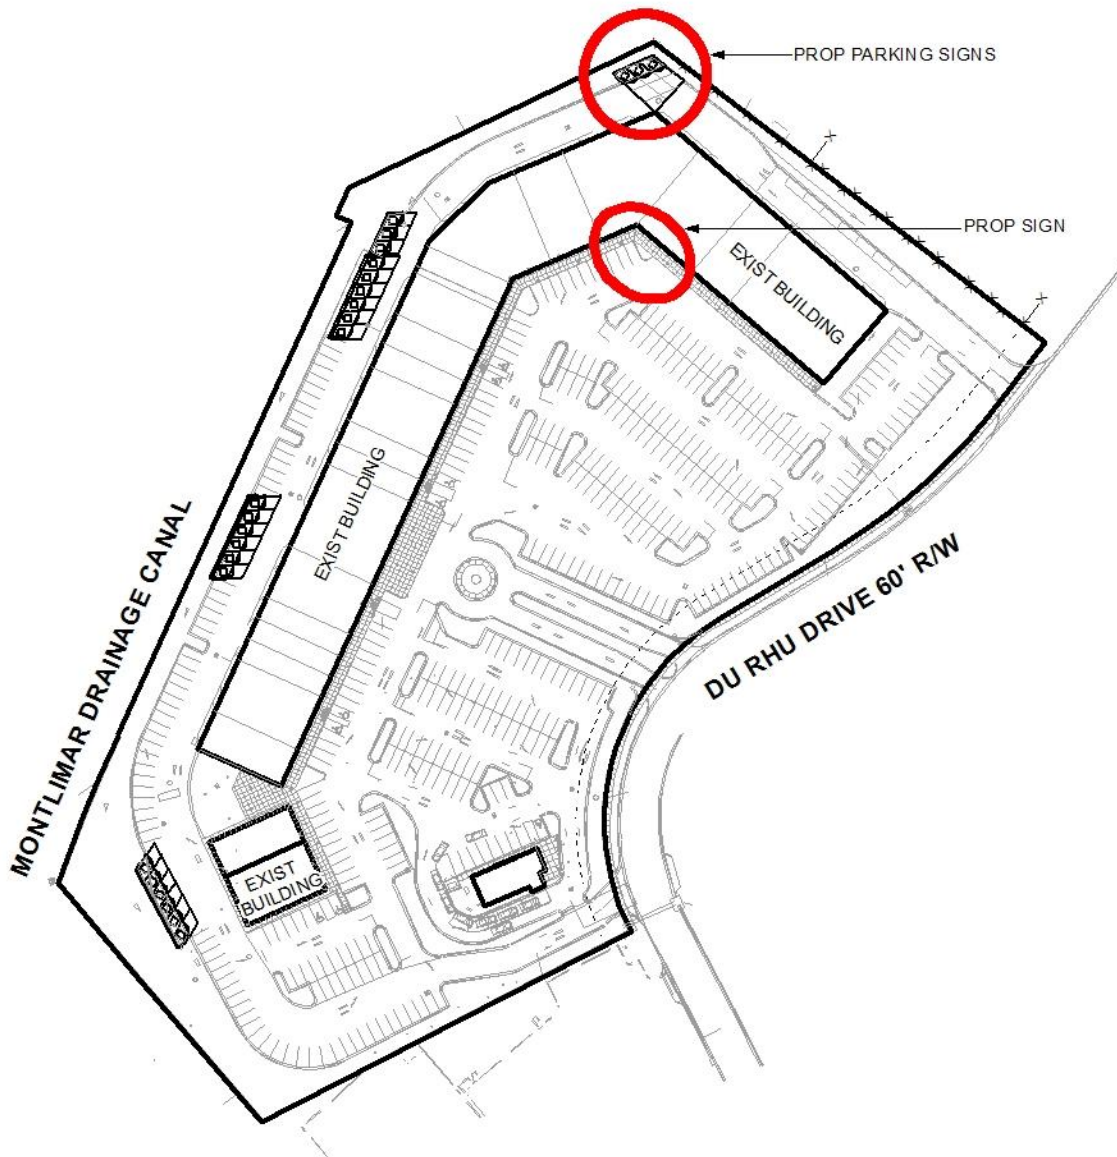 PROP PARKING SIGNS
PROP SIGN
EXIST BUILDING
EXIST BUILDING
MONTLIMAR DRAINAGE CANAL
DU RHU DRIVE 60' R/W
EXIST
BUILDING